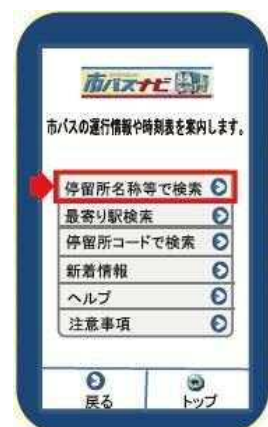 市バスナビ
市バスの運行情報や時刻表を案内します。
停留所名称等で検索
最寄り駅検索
停留所コードで検索
新着情報
ヘルプ
注意事項
戻る
トップ